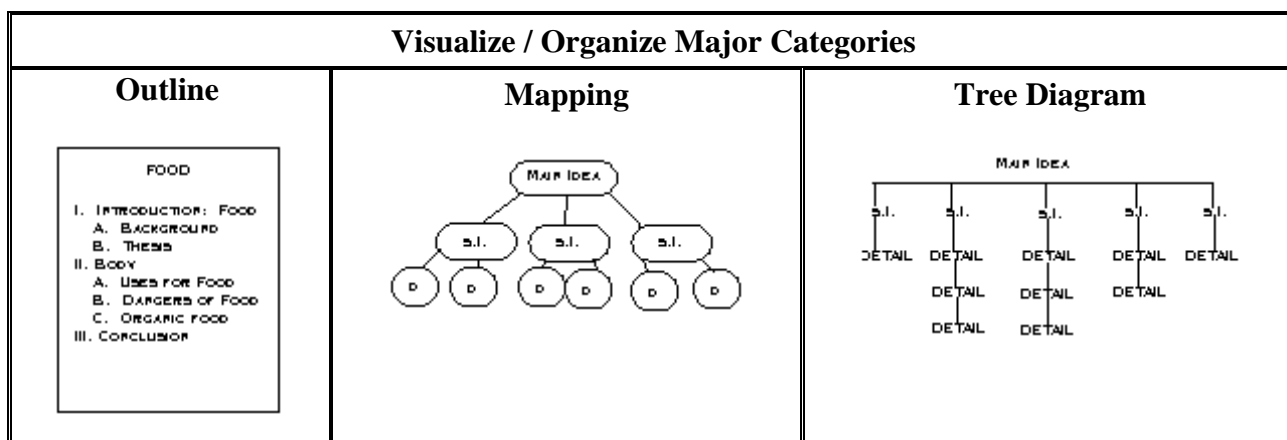 Visualize / Organize Major Categories
Outline
FOOD
I. INTRODUCTION: FOOD
A. BACKGROUND
B. THESIS
II. BODY
A. USES FOR FOOD
B. DANGERS OF FOOD
C. ORGANIC FOOD
III. CONCLUSION
Mapping
MAIN IDEA
S.I. S.I. S.I.
D D D D D D
Tree Diagram
MAIN IDEA
S.I. S.I. S.I. S.I. S.I.
DETAIL DETAIL DETAIL DETAIL DETAIL
DETAIL DETAIL DETAIL
DETAIL DETAIL